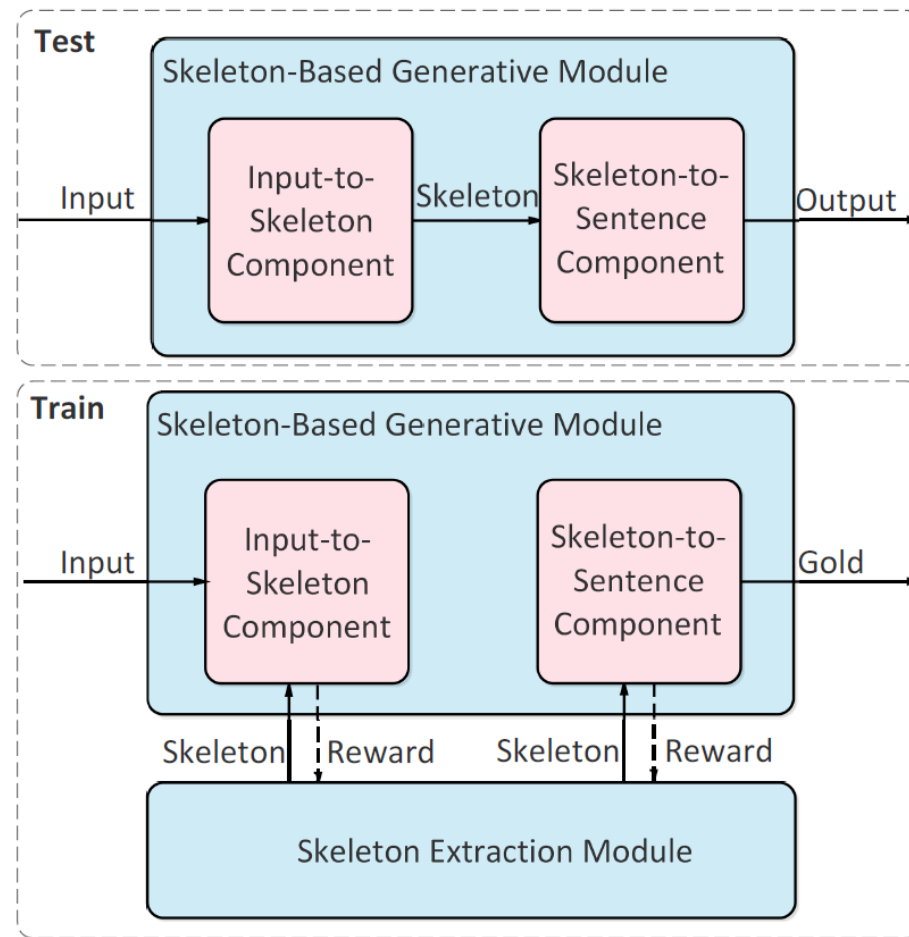 Test
Skeleton-Based Generative Module
Input
Input-to-
Skeleton
Component
Skeleton
Skeleton-to-
Sentence
Component
Output
Train
Skeleton-Based Generative Module
Input
Input-to-
Skeleton
Component
Skeleton-to-
Sentence
Component
Gold
Skeleton
Reward
Skeleton
Reward
Skeleton Extraction Module